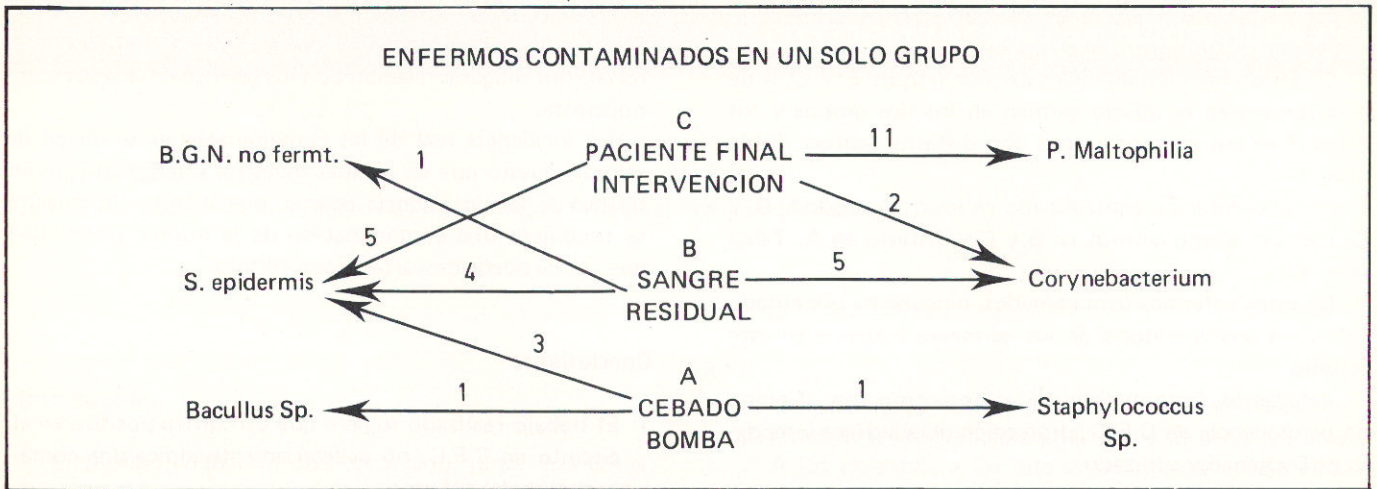 ENFERMOS CONTAMINADOS EN UN SOLO GRUPO
C
B.G.N. no fermt. 1 PACIENTE FINAL 11 P. Maltophilia
INTERVENCION
2
5
B
S. epidermis 4 SANGRE 5 Corynebacterium
RESIDUAL
3
A
Bacullus Sp. 1 CEBADO 1 Staphylococcus
BOMBA Sp.